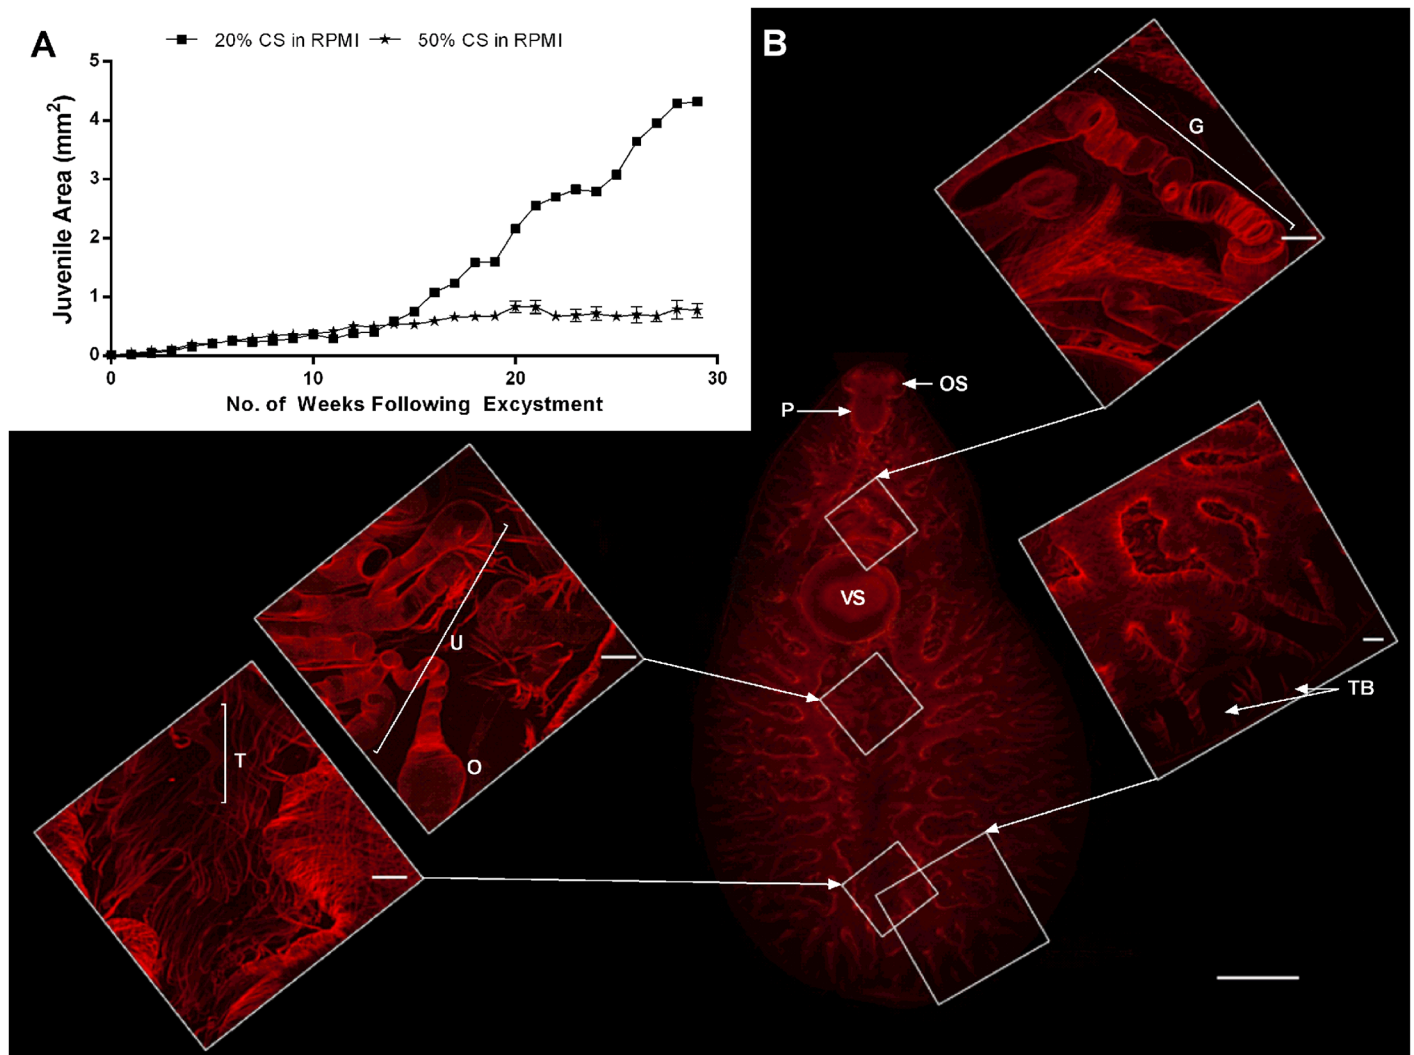 A
20% CS in RPMI
50% CS in RPMI
Juvenile Area (mm²)
5
4
3
2
1
0
0
10
20
30
No. of Weeks Following Excystment
B
G
OS
P
VS
TB
U
O
T